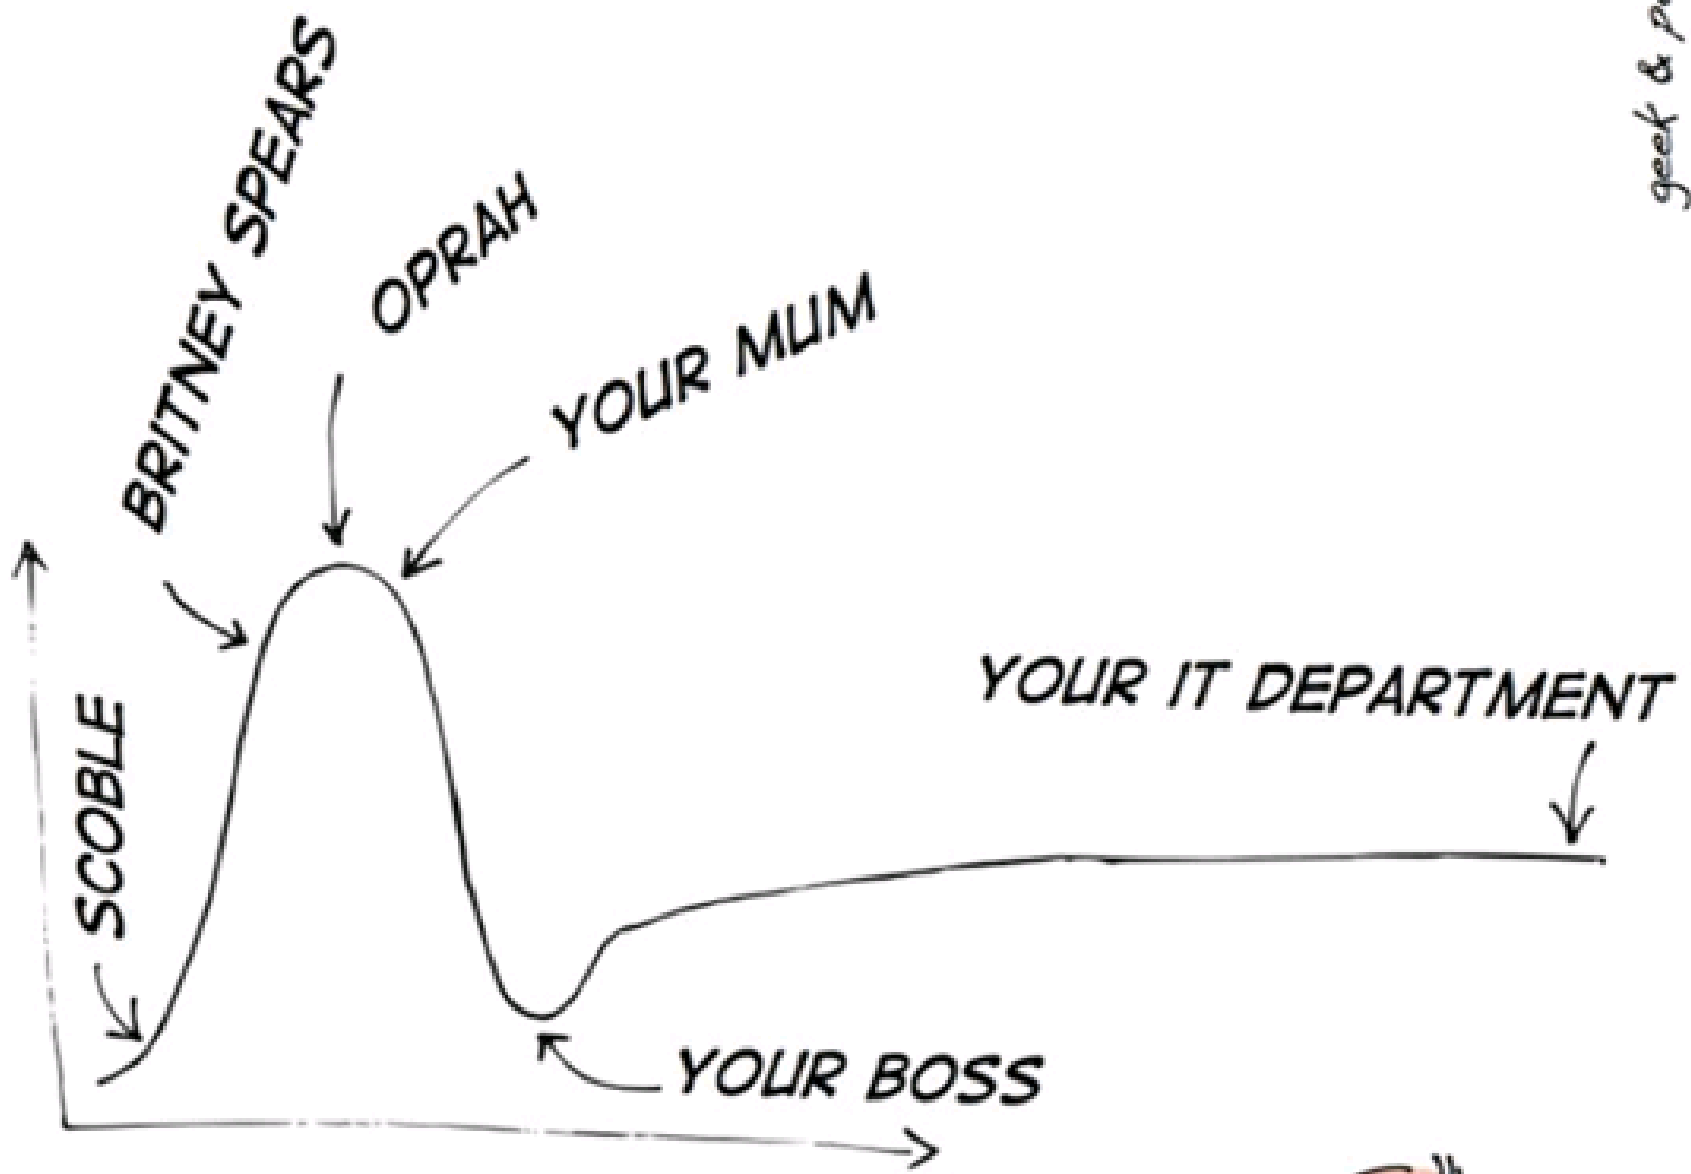 BRITNEY SPEARS
OPRAH
YOUR MUM
SCOBLE
YOUR IT DEPARTMENT
YOUR BOSS
geek &